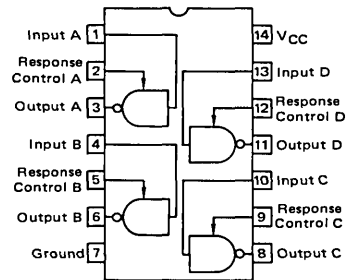 Input A 1
Response
Control A 2
Output A 3
Input B 4
Response
Control B 5
Output B 6
Ground 7
14 VCC
13 Input D
12 Response
Control D
11 Output D
10 Input C
9 Response
Control C
8 Output C